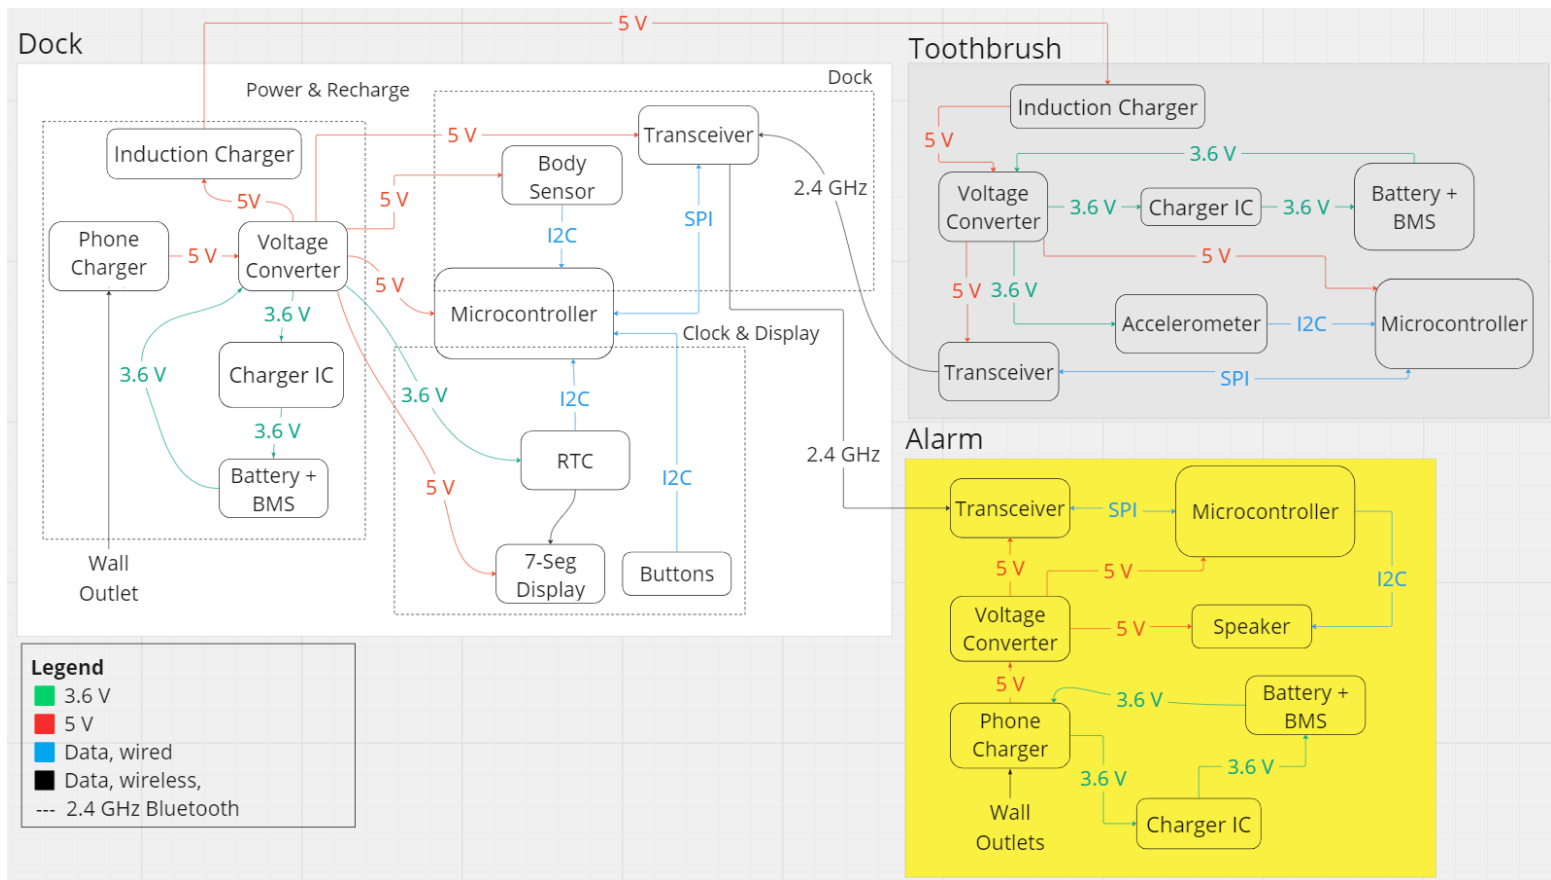 5 V
Dock
Toothbrush
Power & Recharge
Dock
Induction Charger
Transceiver
5 V
Body
Sensor
5 V
5V
SPI
I2C
2.4 GHz
Phone
Charger
5 V
Voltage
Converter
5 V
3.6 V
Microcontroller
Clock & Display
Charger IC
3.6 V
3.6 V
I2C
3.6 V
Battery +
BMS
RTC
5 V
I2C
2.4 GHz
7-Seg
Display
Buttons
Wall
Outlet
Induction Charger
5 V
3.6 V
Voltage
Converter
3.6 V
Charger IC
3.6 V
Battery +
BMS
5 V
5 V
3.6 V
Accelerometer
I2C
Microcontroller
Transceiver
SPI
Alarm
Transceiver
SPI
Microcontroller
5 V
5 V
I2C
Voltage
Converter
5 V
Speaker
5 V
3.6 V
Battery +
BMS
Phone
Charger
3.6 V
3.6 V
Wall
Outlets
Charger IC
Legend
3.6 V
5 V
Data, wired
Data, wireless,
--- 2.4 GHz Bluetooth